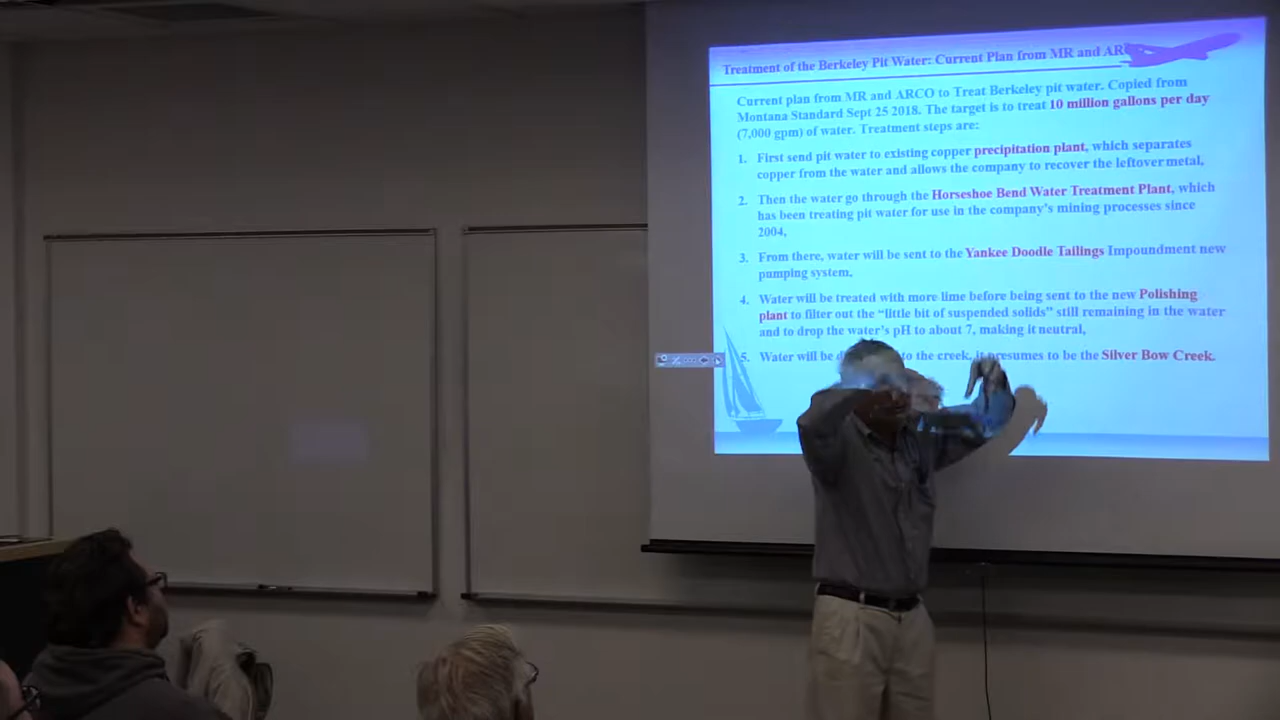 Treatment of the Berkeley Pit Water: Current Plan from MR and
Current plan from MR and ARCO to Treat Berkeley pit water. Copied from
Montana Standard Sept 25 2018. The target is to treat 10 million gallons per day
(7,000 gpm) of water. Treatment steps are:
1. First send pit water to existing copper precipitation plant, which separates
copper from the water and allows the company to recover the leftover metal,
2. Then the water go through the Horseshoe Bend Water Treatment Plant, which
has been treating pit water for use in the company's mining processes since
2004,
3. From there, water will be sent to the Yankee Doodle Tailings Impoundment new
pumping system,
4. Water will be treated with more lime before being sent to the new Polishing
plant to filter out the "little bit of suspended solids" still remaining in the water
and to drop the water's pH to about 7, making it neutral,
5. Water will be to the creek, it presumes to be the Silver Bow Creek.